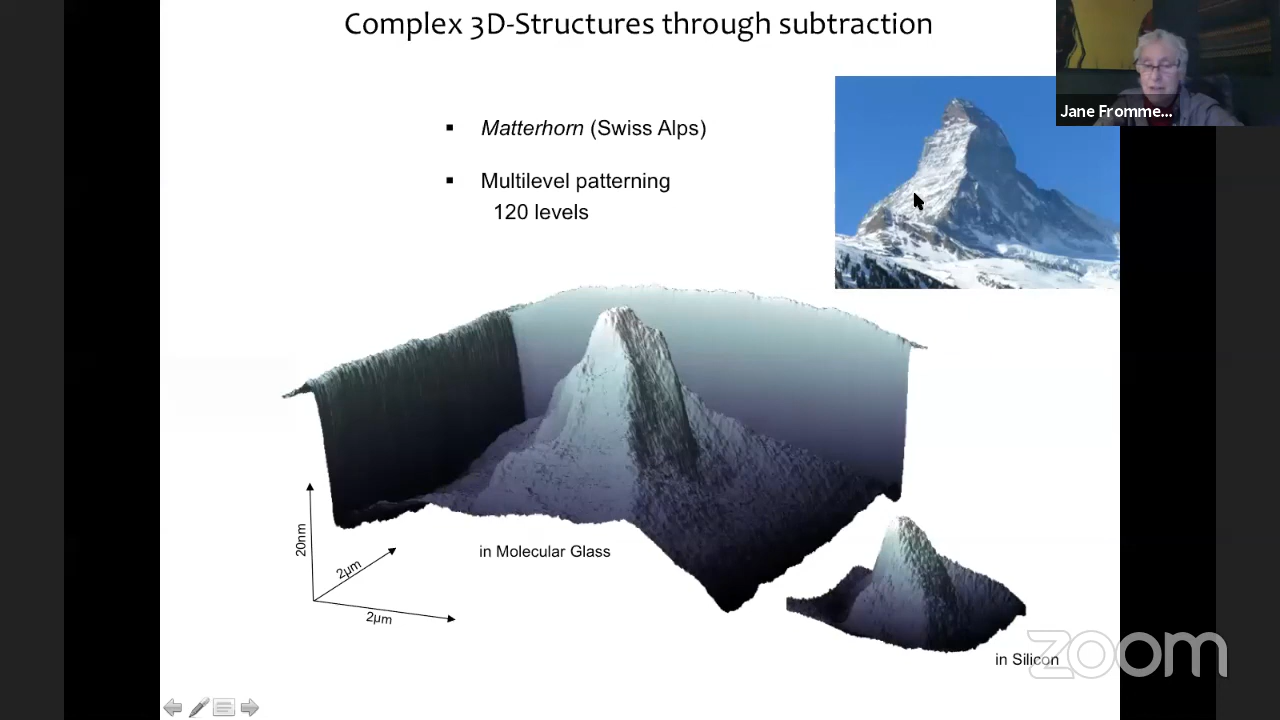 Complex 3D-Structures through subtraction
Jane Fromme...
Matterhorn (Swiss Alps)
Multilevel patterning
120 levels
20nm
2µm
2µm
in Molecular Glass
in Silicon
zoom